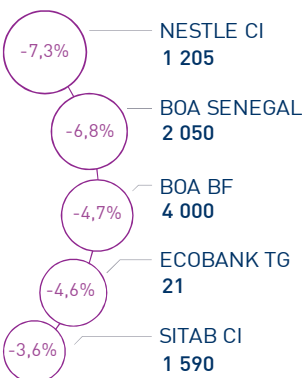 -7,3%
NESTLE CI
1 205
-6,8%
BOA SENEGAL
2 050
-4,7%
BOA BF
4 000
-4,6%
ECOBANK TG
21
-3,6%
SITAB CI
1 590